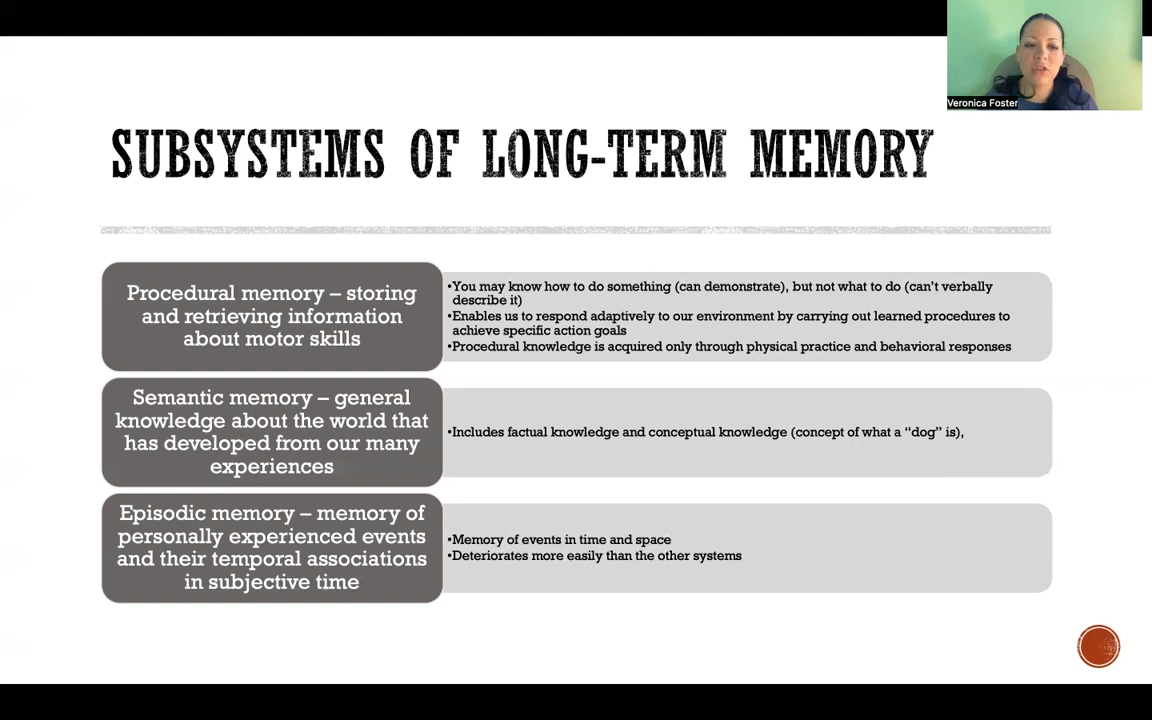 Veronica Foster
SUBSYSTEMS OF LONG-TERM MEMORY
Procedural memory – storing
and retrieving information
about motor skills
•You may know how to do something (can demonstrate), but not what to do (can't verbally
describe it)
•Enables us to respond adaptively to our environment by carrying out learned procedures to
achieve specific action goals
•Procedural knowledge is acquired only through physical practice and behavioral responses
Semantic memory – general
knowledge about the world that
has developed from our many
experiences
•Includes factual knowledge and conceptual knowledge (concept of what a “dog” is),
Episodic memory – memory of
personally experienced events
and their temporal associations
in subjective time
•Memory of events in time and space
•Deteriorates more easily than the other systems